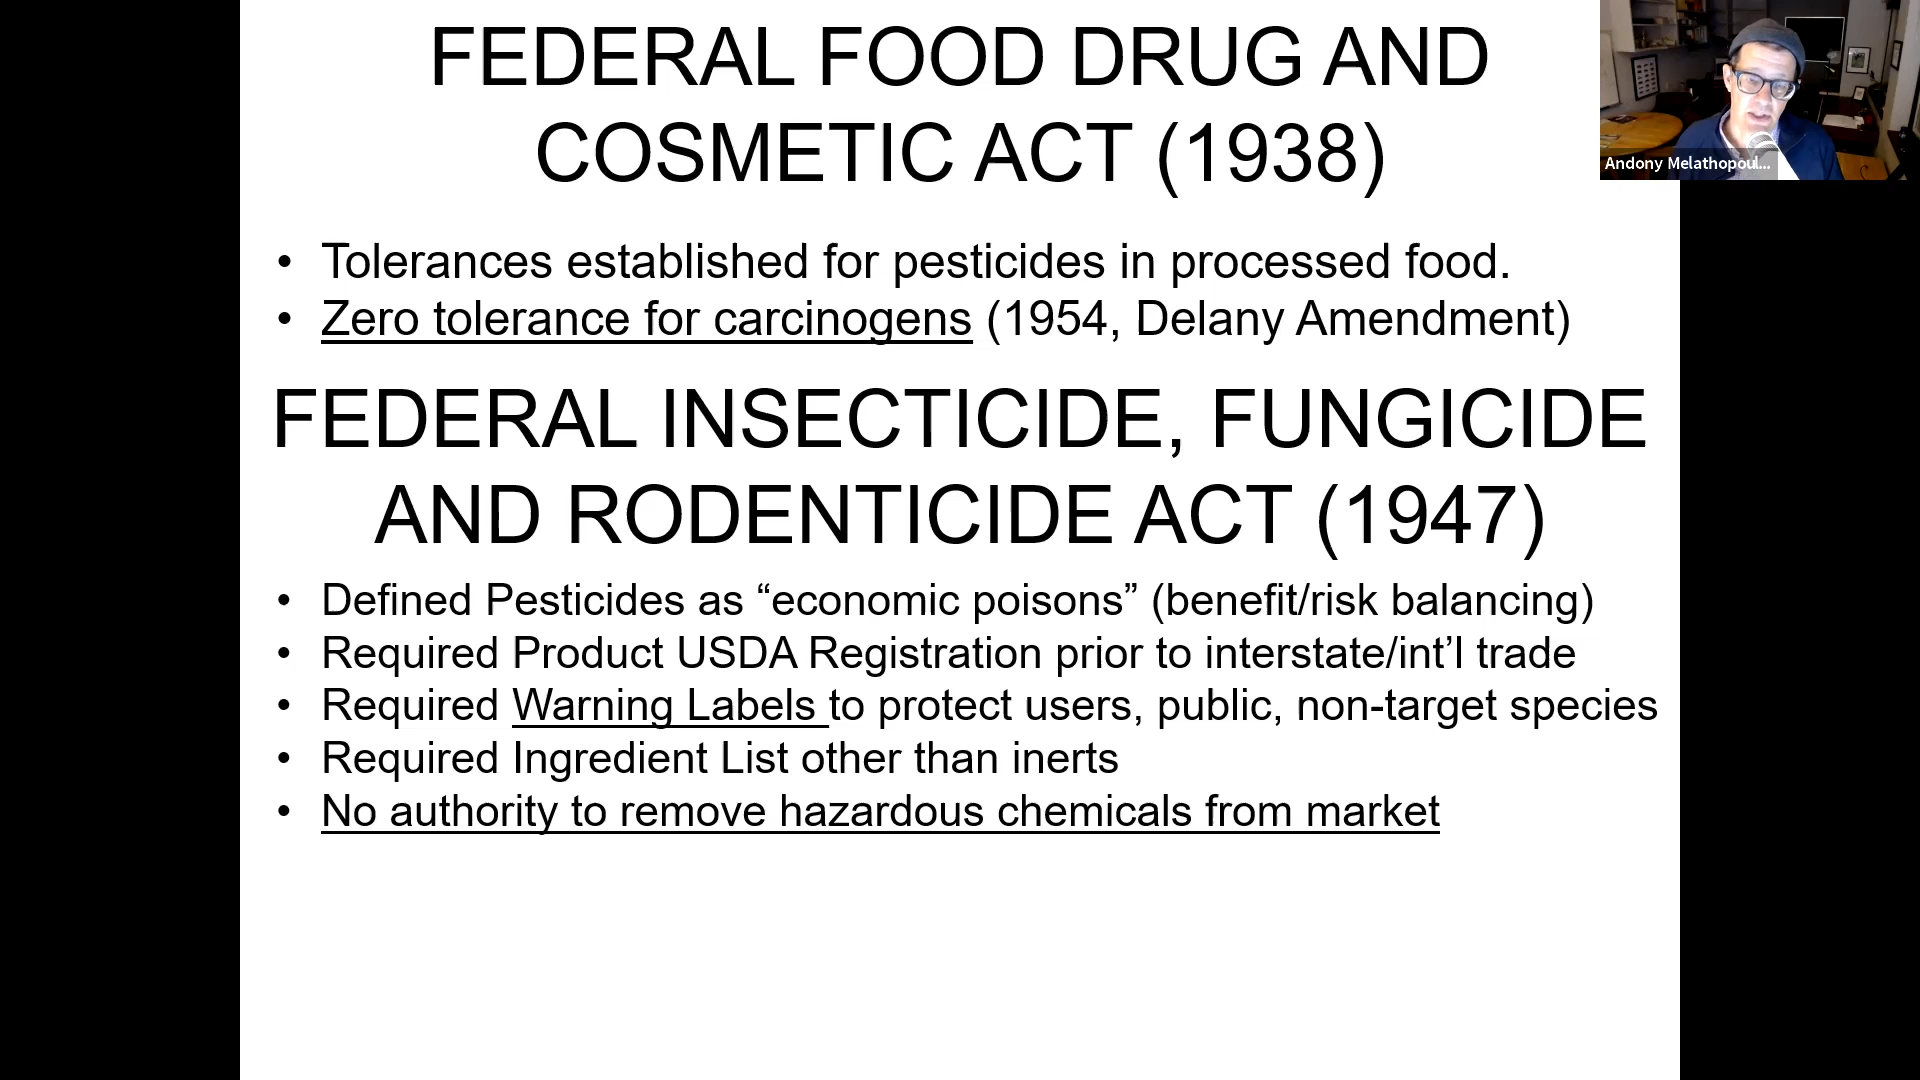 FEDERAL FOOD DRUG AND
COSMETIC ACT (1938)
Andony Melathopoul...
• Tolerances established for pesticides in processed food.
• Zero tolerance for carcinogens (1954, Delany Amendment)
FEDERAL INSECTICIDE, FUNGICIDE
AND RODENTICIDE ACT (1947)
• Defined Pesticides as “economic poisons” (benefit/risk balancing)
• Required Product USDA Registration prior to interstate/int’l trade
• Required Warning Labels to protect users, public, non-target species
• Required Ingredient List other than inerts
• No authority to remove hazardous chemicals from market